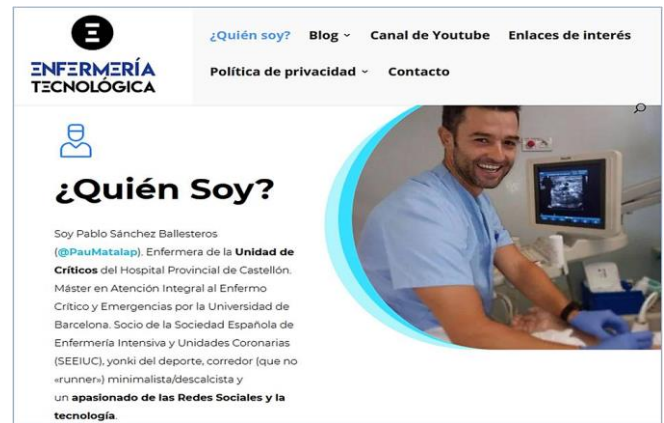 ¿Quién soy? Blog Canal de Youtube Enlaces de interés
ENFERMERÍA
TECNOLÓGICA
Política de privacidad Contacto
¿Quién Soy?
Soy Pablo Sánchez Ballesteros
(@PauMatalap). Enfermera de la Unidad de
Críticos del Hospital Provincial de Castellón.
Máster en Atención Integral al Enfermo
Crítico y Emergencias por la Universidad de
Barcelona. Socio de la Sociedad Española de
Enfermería Intensiva y Unidades Coronarias
(SEEIUC), yonki del deporte, corredor (que no
«runner») minimalista/descalcista y
un apasionado de las Redes Sociales y la
tecnología.